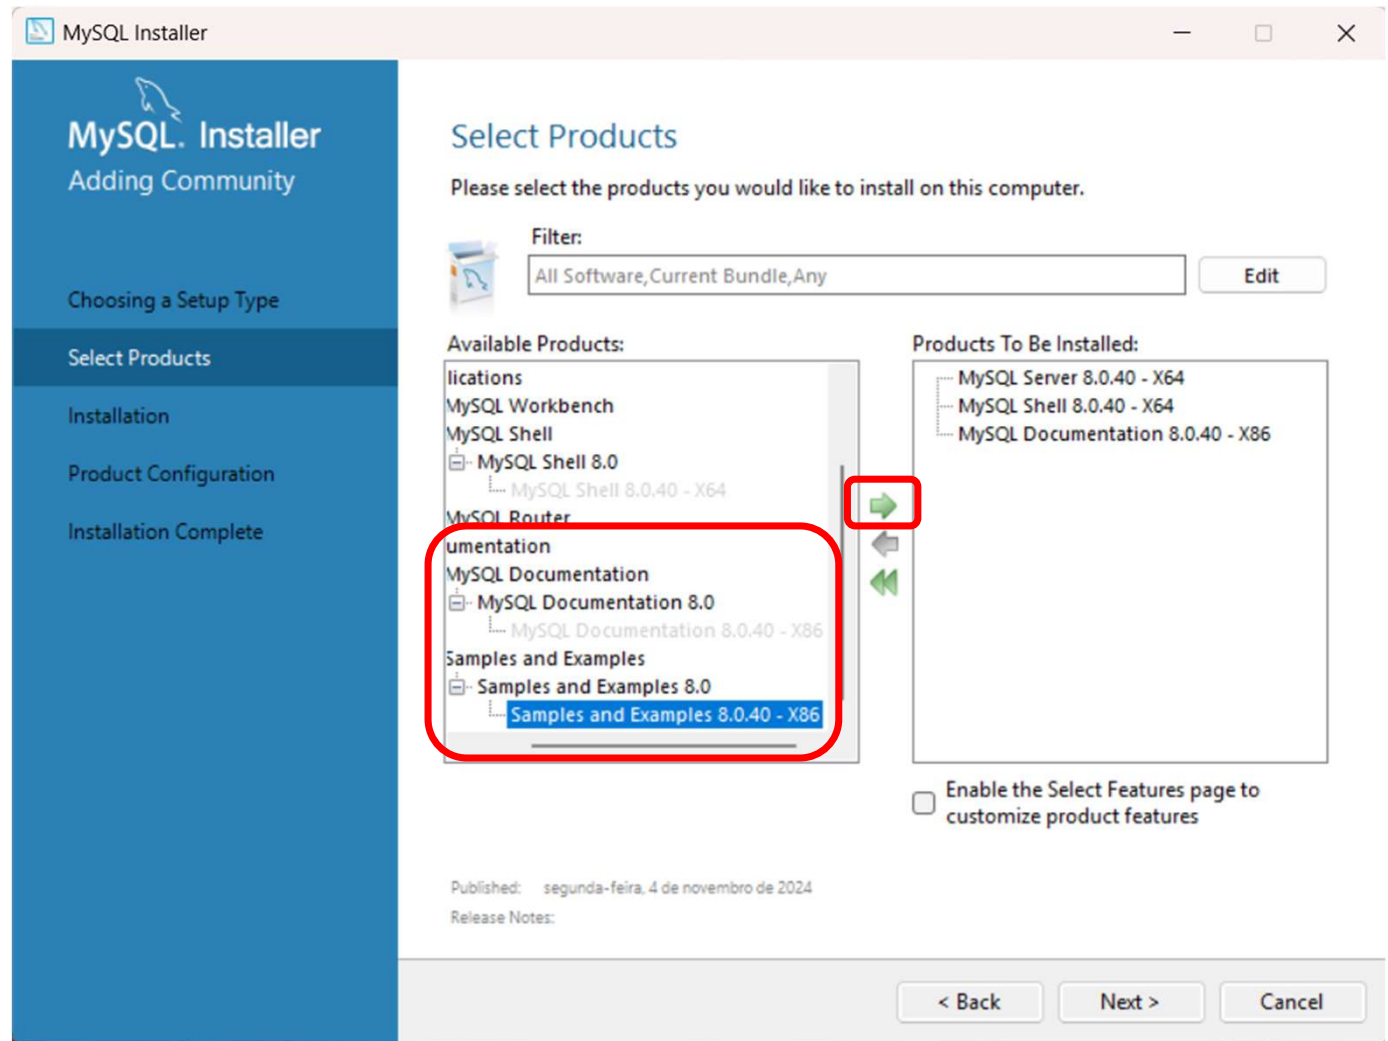 MySQL Installer
MySQL. Installer
Adding Community
Choosing a Setup Type
Select Products
Installation
Product Configuration
Installation Complete
Select Products
Please select the products you would like to install on this computer.
Filter:
All Software,Current Bundle,Any
Edit
Available Products:
lications
MySQL Workbench
MySQL Shell
MySQL Shell 8.0
MySQL Shell 8.0.40 - X64
MySQL Router
umentation
MySQL Documentation
MySQL Documentation 8.0
MySQL Documentation 8.0.40 - X86
Samples and Examples
Samples and Examples 8.0
Samples and Examples 8.0.40 - X86
Products To Be Installed:
MySQL Server 8.0.40 - X64
MySQL Shell 8.0.40 - X64
MySQL Documentation 8.0.40 - X86
Enable the Select Features page to
customize product features
Published: segunda-feira, 4 de novembro de 2024
Release Notes:
< Back
Next >
Cancel